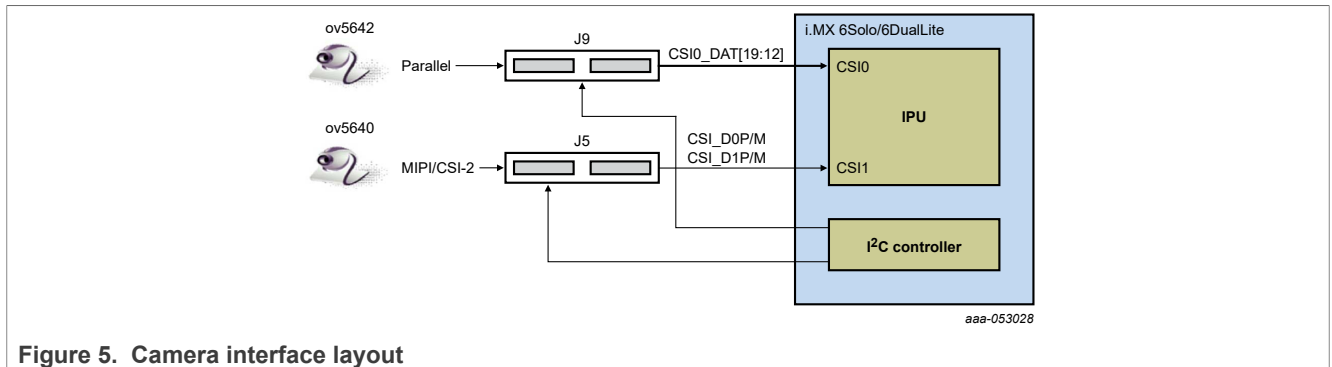 ov5642
J9
i.MX 6Solo/6DualLite
Parallel
CSI0_DAT[19:12]
CSI0
IPU
ov5640
J5
CSI_D0P/M
CSI_D1P/M
MIPI/CSI-2
CSI1
I²C controller
aaa-053028
Figure 5. Camera interface layout